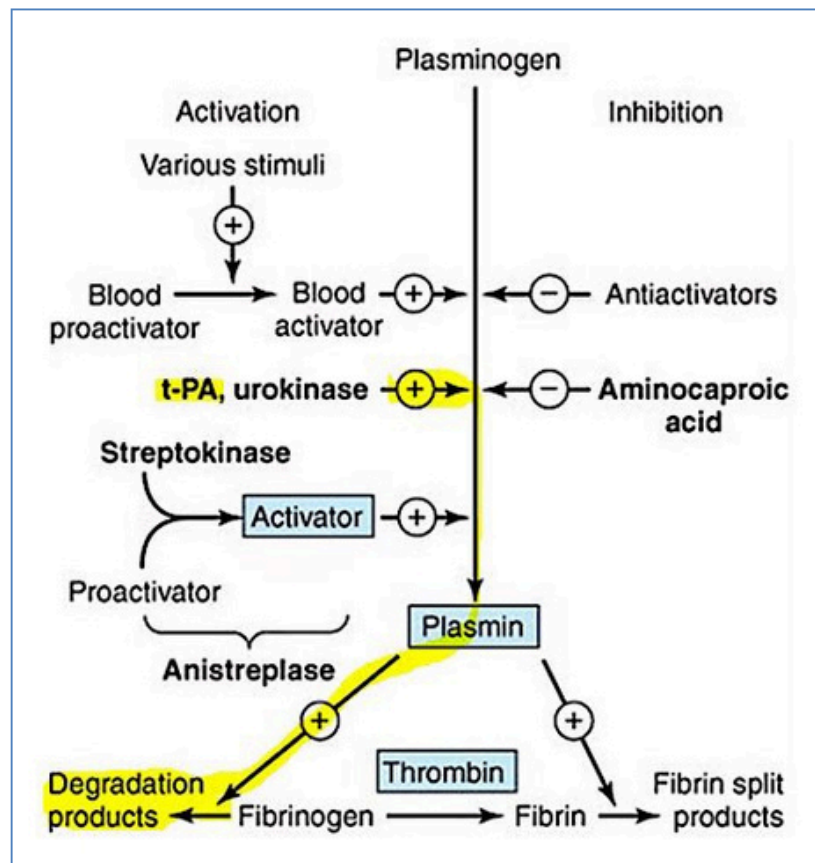 Plasminogen
Activation
Inhibition
Various stimuli
+
Blood
proactivator
Blood
activator
+
−
Antiactivators
t-PA, urokinase
+
−
Aminocaproic
acid
Streptokinase
Activator
+
Proactivator
Plasmin
Anistreplase
+
+
Thrombin
Degradation
products
Fibrinogen
Fibrin
Fibrin split
products